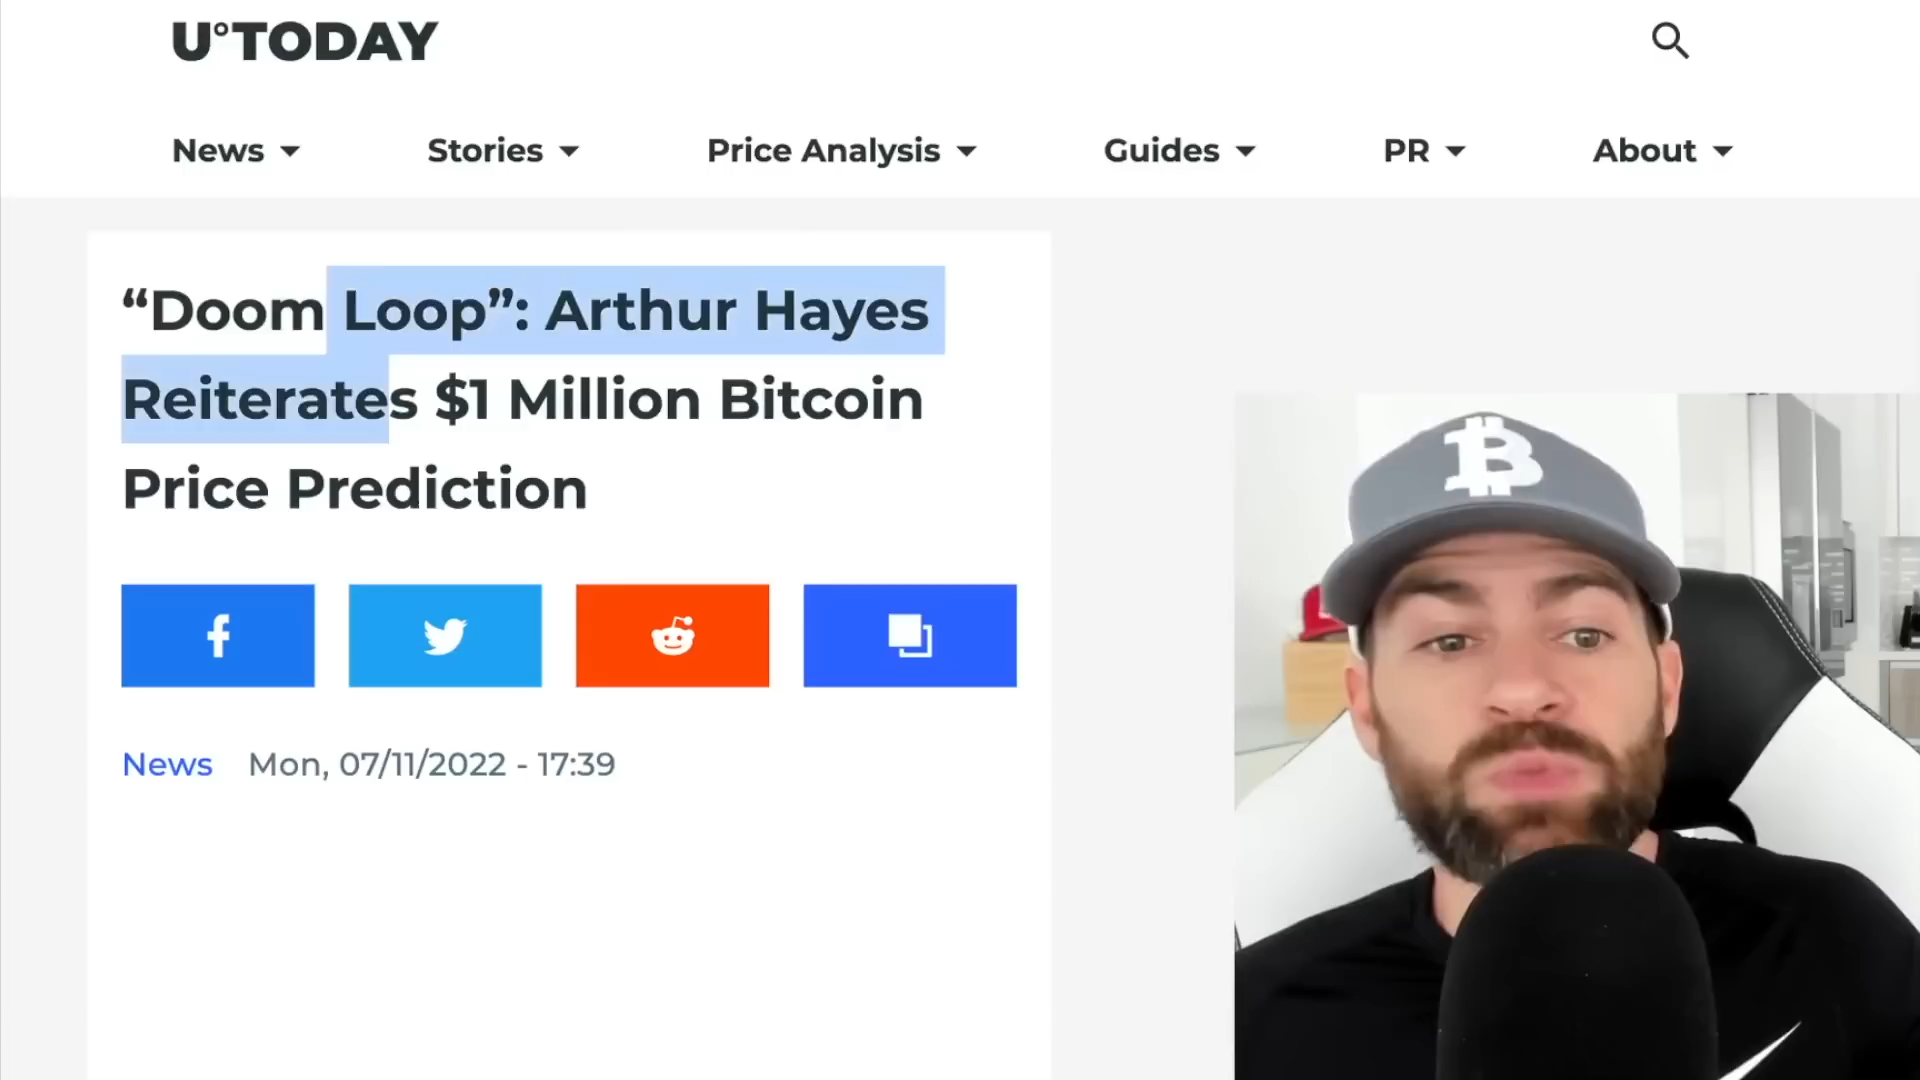 U°TODAY
News Stories Price Analysis Guides PR About
“Doom Loop”: Arthur Hayes
Reiterates $1 Million Bitcoin
Price Prediction
News Mon, 07/11/2022 - 17:39